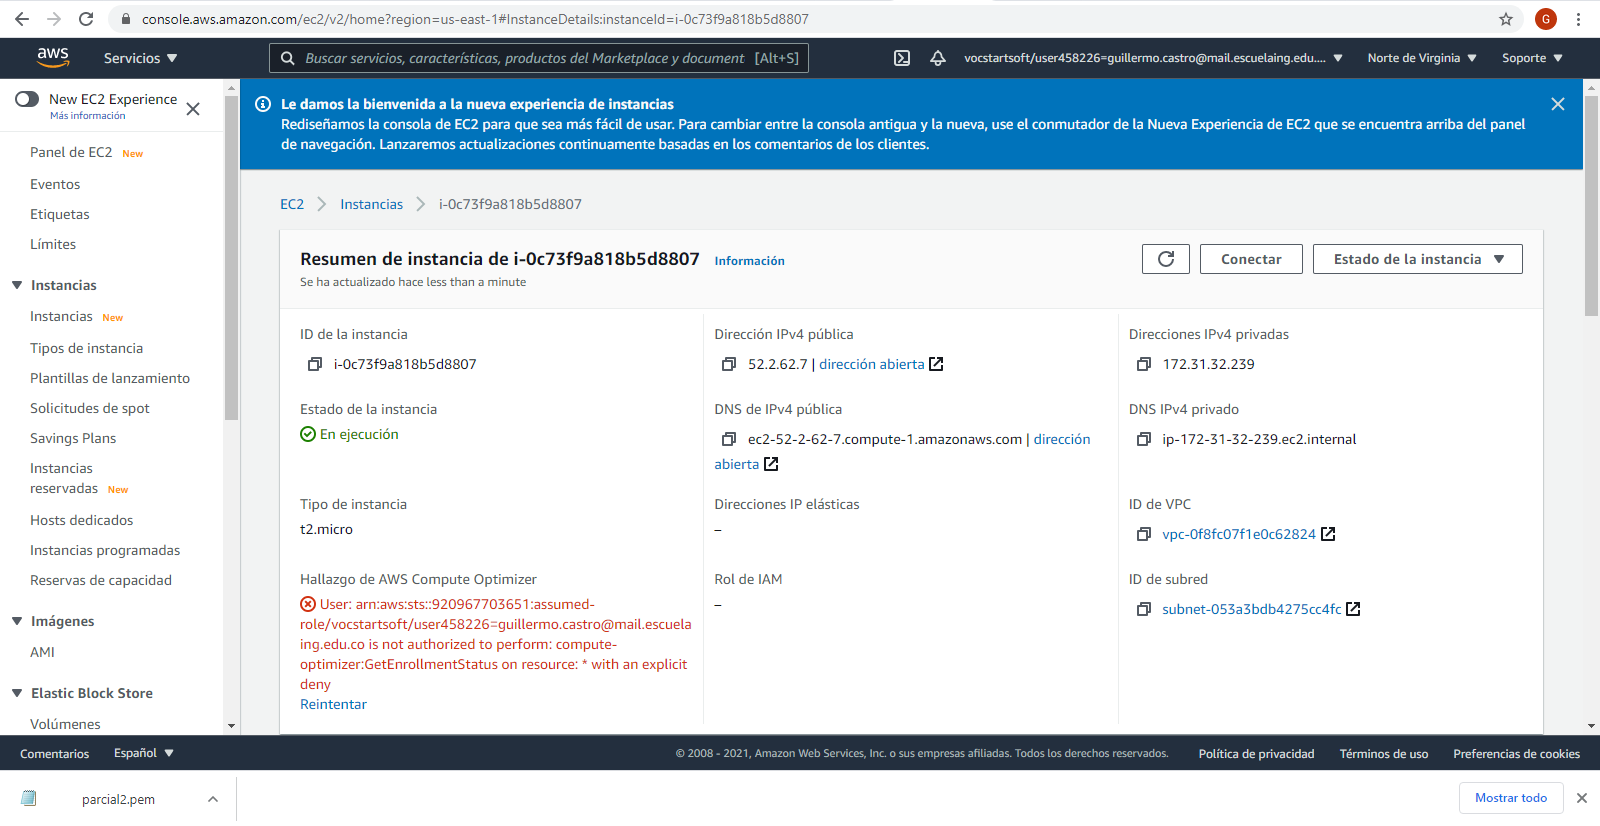 console.aws.amazon.com/ec2/v2/home?region=us-east-1#InstanceDetails:instanceId=i-0c73f9a818b5d8807
G
aws
Servicios
Buscar servicios, características, productos del Marketplace y document
[Alt+S]
vocstartsoft/user458226=guillermo.castro@mail.escuelaing.edu....
Norte de Virginia
Soporte
New EC2 Experience
Más información
Panel de EC2 New
Eventos
Etiquetas
Límites
Instancias
Instancias New
Tipos de instancia
Plantillas de lanzamiento
Solicitudes de spot
Savings Plans
Instancias
reservadas New
Hosts dedicados
Instancias programadas
Reservas de capacidad
Imágenes
AMI
Elastic Block Store
Volúmenes
Le damos la bienvenida a la nueva experiencia de instancias
Rediseñamos la consola de EC2 para que sea más fácil de usar. Para cambiar entre la consola antigua y la nueva, use el conmutador de la Nueva Experiencia de EC2 que se encuentra arriba del panel
de navegación. Lanzaremos actualizaciones continuamente basadas en los comentarios de los clientes.
EC2 Instancias i-0c73f9a818b5d8807
Resumen de instancia de i-0c73f9a818b5d8807 Información
Se ha actualizado hace less than a minute
Conectar
Estado de la instancia
ID de la instancia
i-0c73f9a818b5d8807
Estado de la instancia
En ejecución
Tipo de instancia
t2.micro
Hallazgo de AWS Compute Optimizer
User: arn:aws:sts::920967703651:assumed-
role/vocstartsoft/user458226=guillermo.castro@mail.escuela
ing.edu.co is not authorized to perform: compute-
optimizer:GetEnrollmentStatus on resource: * with an explicit
deny
Reintentar
Dirección IPv4 pública
52.2.62.7 | dirección abierta
DNS de IPv4 pública
ec2-52-2-62-7.compute-1.amazonaws.com | dirección
abierta
Direcciones IP elásticas
–
Rol de IAM
–
Direcciones IPv4 privadas
172.31.32.239
DNS IPv4 privado
ip-172-31-32-239.ec2.internal
ID de VPC
vpc-0f8fc07f1e0c62824
ID de subred
subnet-053a3bdb4275cc4fc
Comentarios
Español
© 2008 - 2021, Amazon Web Services, Inc. o sus empresas afiliadas. Todos los derechos reservados.
Política de privacidad
Términos de uso
Preferencias de cookies
parcial2.pem
Mostrar todo